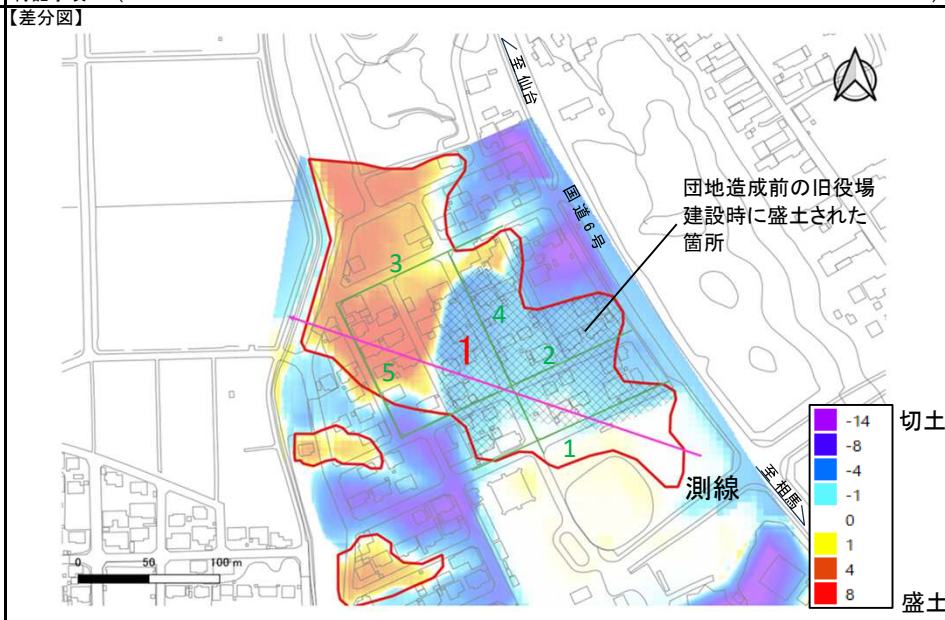 【差分図】
至仙台
国道6号
団地造成前の旧役場
建設時に盛土された
箇所
3
4
1
2
5
1
測線
至相馬
0 50 100 m
-14 切土
-8
-4
-1
0
1
4
8
盛土